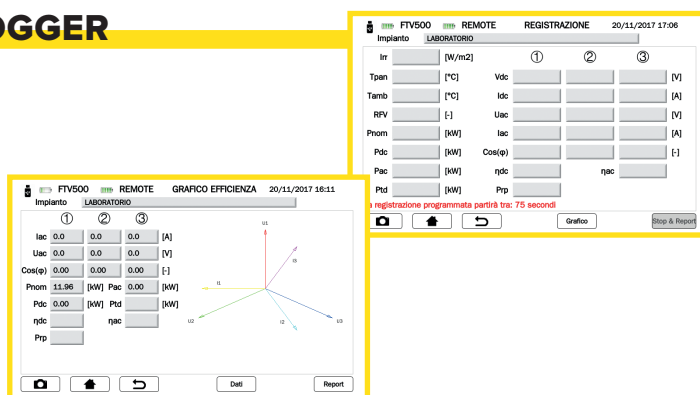 OGGER
FTV500 REMOTE REGISTRAZIONE 20/11/2017 17:06
Impianto LABORATORIO
Irr [W/m2] ① ② ③
Tpan [°C] Vdc [V]
Tamb [°C] Idc [A]
RFV [-] Uac [V]
Pnom [kW] Iac [A]
Pdc [kW] Cos(φ) [-]
Pac [kW] ηdc ηac
Ptd [kW] Prp
a registrazione programmata partirà tra: 75 secondi
Grafico Stop & Report
FTV500 REMOTE GRAFICO EFFICIENZA 20/11/2017 16:11
Impianto LABORATORIO
① ② ③
Iac 0.0 0.0 0.0 [A]
Uac 0.0 0.0 0.0 [V]
Cos(φ) 0.00 0.00 0.00 [-]
Pnom 11.96 [kW] Pac 0.00 [kW]
Pdc 0.00 [kW] Ptd [kW]
ηdc ηac
Prp
U1
I3
I1
U2
I2
U3
Dati Report